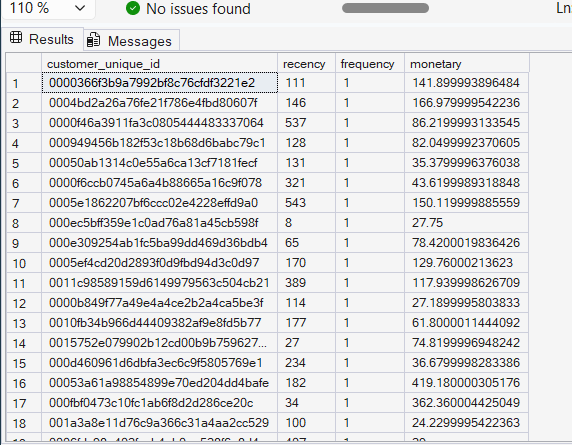 110 % No issues found Ln
Results Messages
customer_unique_id recency frequency monetary
1 0000366f3b9a7992bf8c76cfdf3221e2 111 1 141.899993896484
2 0004bd2a26a76fe21f786e4fbd80607f 146 1 166.979999542236
3 0000f46a3911fa3c0805444483337064 537 1 86.2199993133545
4 000949456b182f53c18b68d6babc79c1 128 1 82.0499992370605
5 00050ab1314c0e55a6ca13cf7181fecf 131 1 35.3799996376038
6 0000f6ccb0745a6a4b88665a16c9f078 321 1 43.6199989318848
7 0005e1862207bf6ccc02e4228effd9a0 543 1 150.119999885559
8 000ec5bff359e1c0ad76a81a45cb598f 8 1 27.75
9 000e309254ab1fc5ba99dd469d36bdb4 65 1 78.4200019836426
10 0005ef4cd20d2893f0d9fbd94d3c0d97 170 1 129.76000213623
11 0011c98589159d6149979563c504cb21 389 1 117.939998626709
12 0000b849f77a49e4a4ce2b2a4ca5be3f 114 1 27.1899995803833
13 0010fb34b966d44409382af9e8fd5b77 177 1 61.8000011444092
14 0015752e079902b12cd00b9b759627... 27 1 74.8199996948242
15 000d460961d6dbfa3ec6c9f5805769e1 234 1 36.6799998283386
16 00053a61a98854899e70ed204dd4bafe 182 1 419.180000305176
17 000fbf0473c10fc1ab6f8d2d286ce20c 34 1 362.360004425049
18 001a3a8e11d76c9a366c31a4aa2cc529 100 1 24.2299995422363